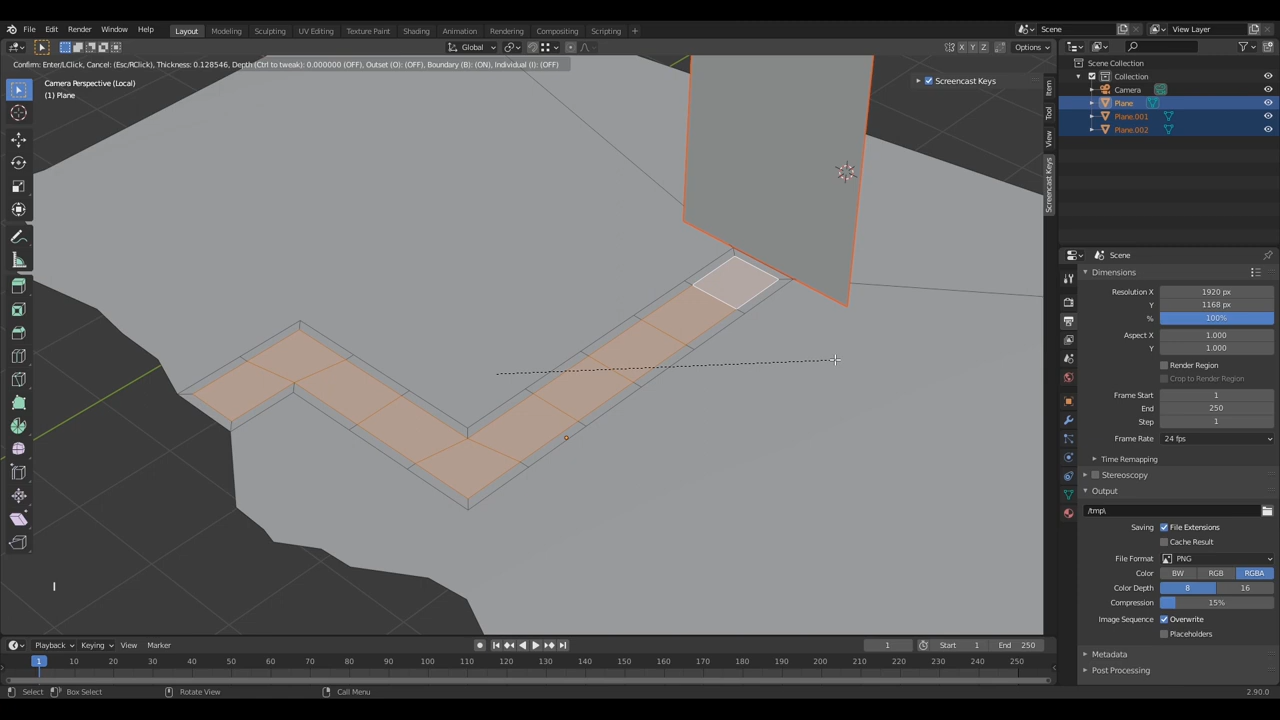 File Edit Render Window Help Layout Modeling Sculpting UV Editing Texture Paint Shading Animation Rendering Compositing Scripting + Scene View Layer
Global X Y Z Options
Confirm: Enter/LClick, Cancel: (Esc/RClick), Thickness: 0.128546, Depth (Ctrl to tweak): 0.000000 (OFF), Outset (O): (OFF), Boundary (B): (ON), Individual (I): (OFF)
Camera Perspective (Local)
(1) Plane
Screencast Keys
Item
Tool
View
Screencast Keys
I
Scene Collection
Collection
Camera
Plane
Plane.001
Plane.002
Scene
Dimensions
Resolution X 1920 px
Y 1168 px
% 100%
Aspect X 1.000
Y 1.000
Render Region
Crop to Render Region
Frame Start 1
End 250
Step 1
Frame Rate 24 fps
Time Remapping
Stereoscopy
Output
/tmp\
Saving File Extensions
Cache Result
File Format PNG
Color BW RGB RGBA
Color Depth 8 16
Compression 15%
Image Sequence Overwrite
Placeholders
Metadata
Post Processing
Playback Keying View Marker 1 Start 1 End 250
1 10 20 30 40 50 60 70 80 90 100 110 120 130 140 150 160 170 180 190 200 210 220 230 240 250
Select Box Select Rotate View Call Menu 2.90.0